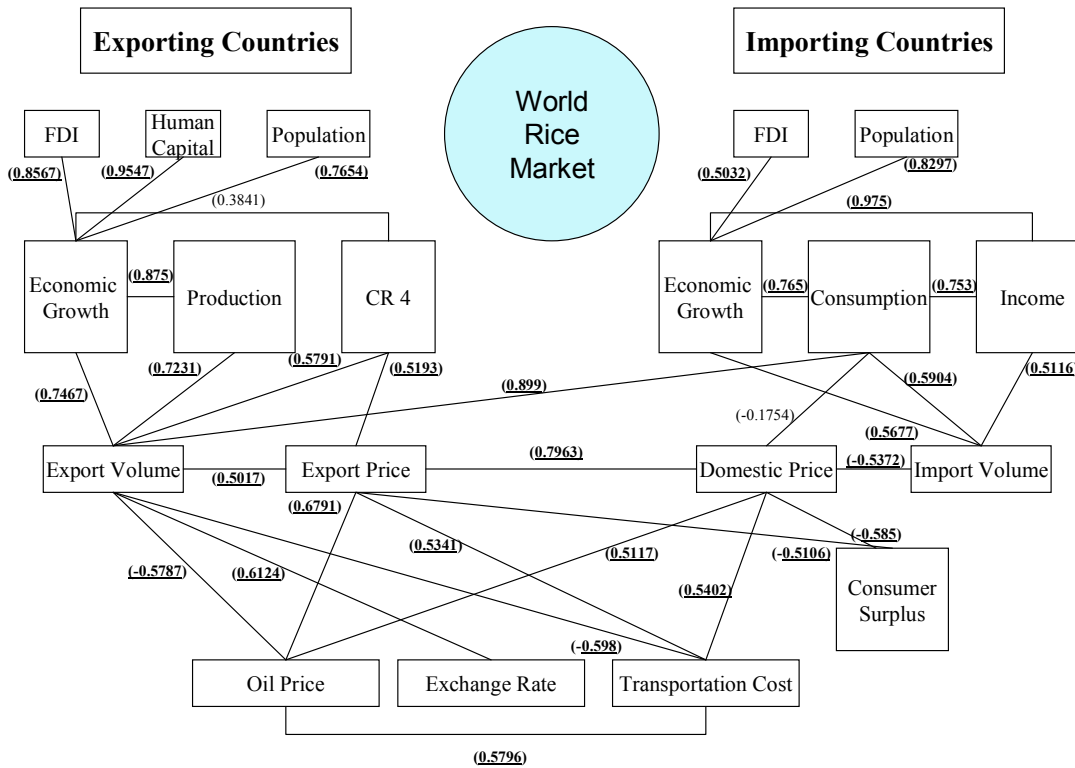 Exporting Countries
Importing Countries
World
Rice
Market
FDI
Human
Capital
Population
FDI
Population
(0.8567)
(0.9547)
(0.7654)
(0.5032)
(0.8297)
(0.3841)
(0.975)
Economic
Growth
(0.875)
Production
CR 4
Economic
Growth
(0.765)
Consumption
(0.753)
Income
(0.7467)
(0.7231)
(0.5791)
(0.5193)
(0.899)
(-0.1754)
(0.5904)
(0.5116)
(0.5677)
Export Volume
(0.5017)
Export Price
(0.7963)
Domestic Price
(-0.5372)
Import Volume
(0.6791)
(-0.5787)
(0.6124)
(0.5341)
(0.5117)
(0.5402)
(-0.5106)
(-0.585)
Consumer
Surplus
(-0.598)
Oil Price
Exchange Rate
Transportation Cost
(0.5796)